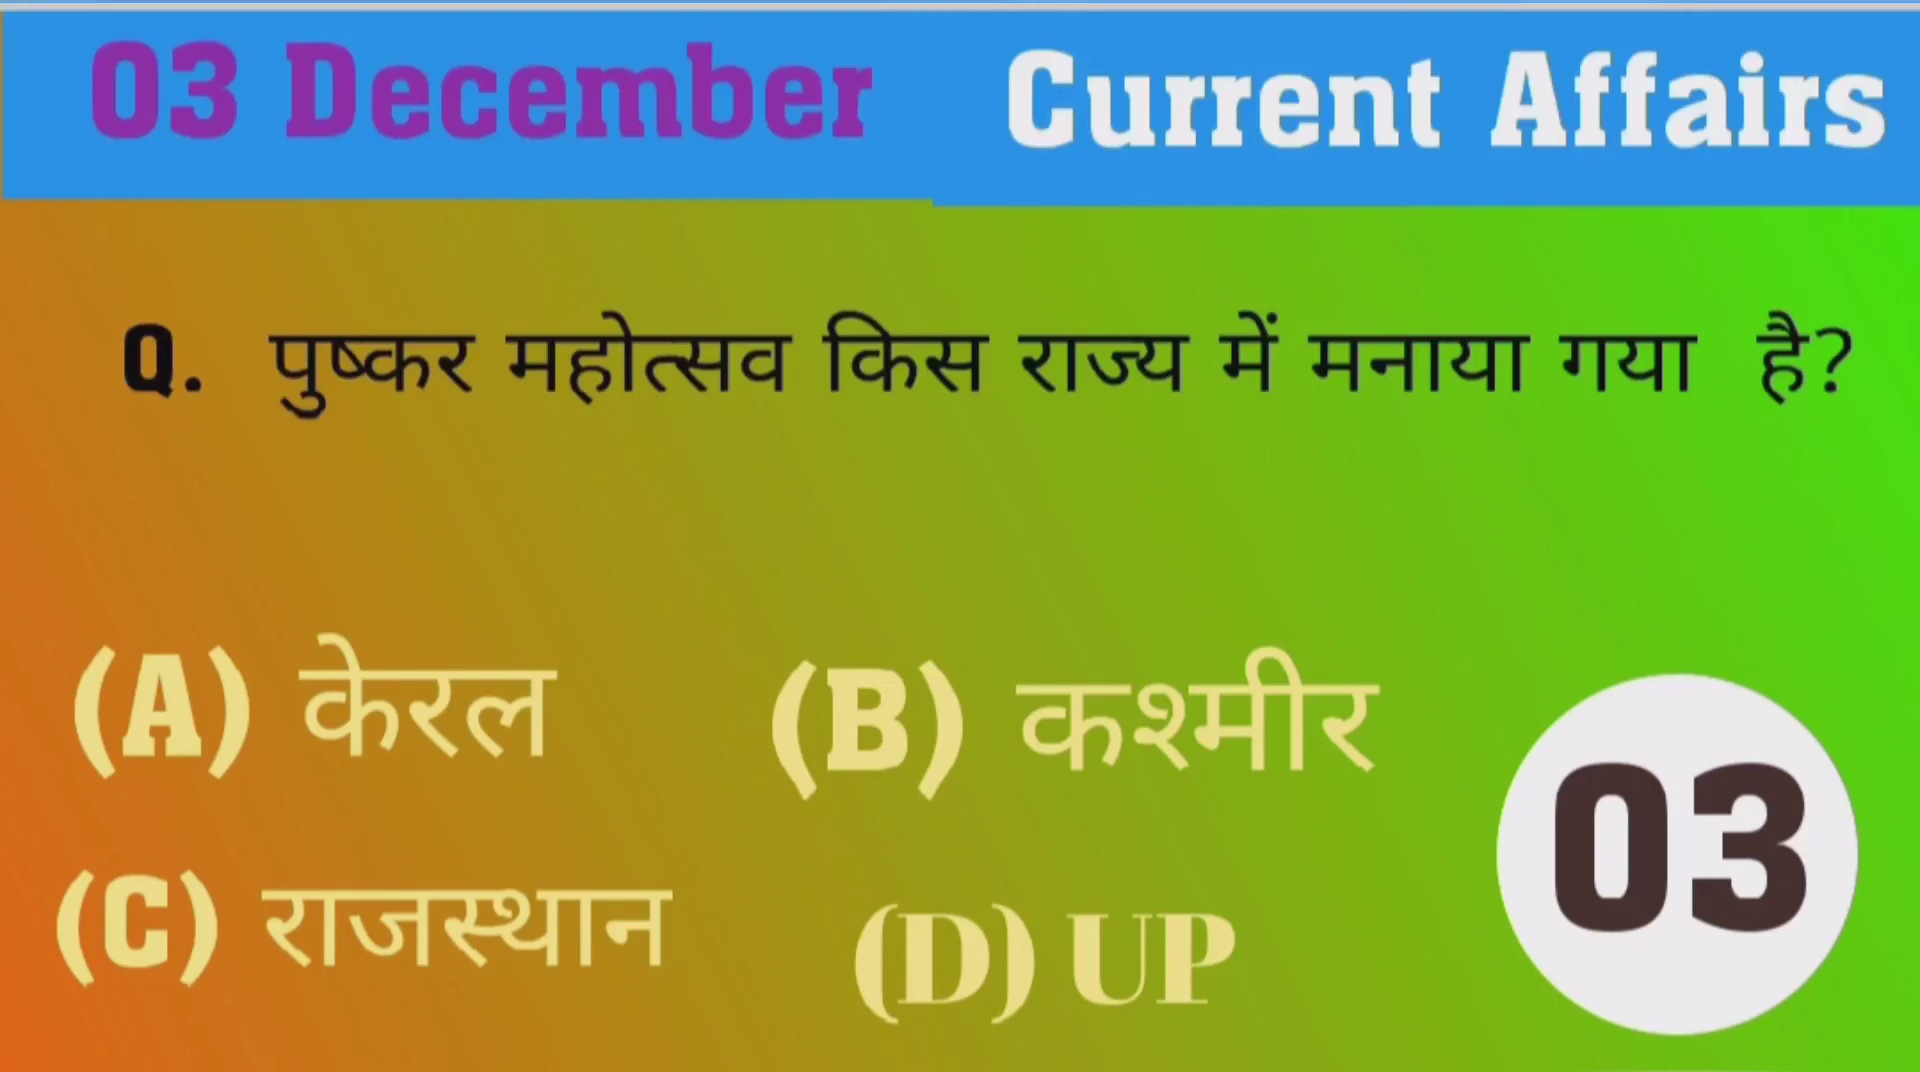 03 December Current Affairs
Q. पुष्कर महोत्सव किस राज्य में मनाया गया है?
(A) केरल (B) कश्मीर
(C) राजस्थान (D) UP
03